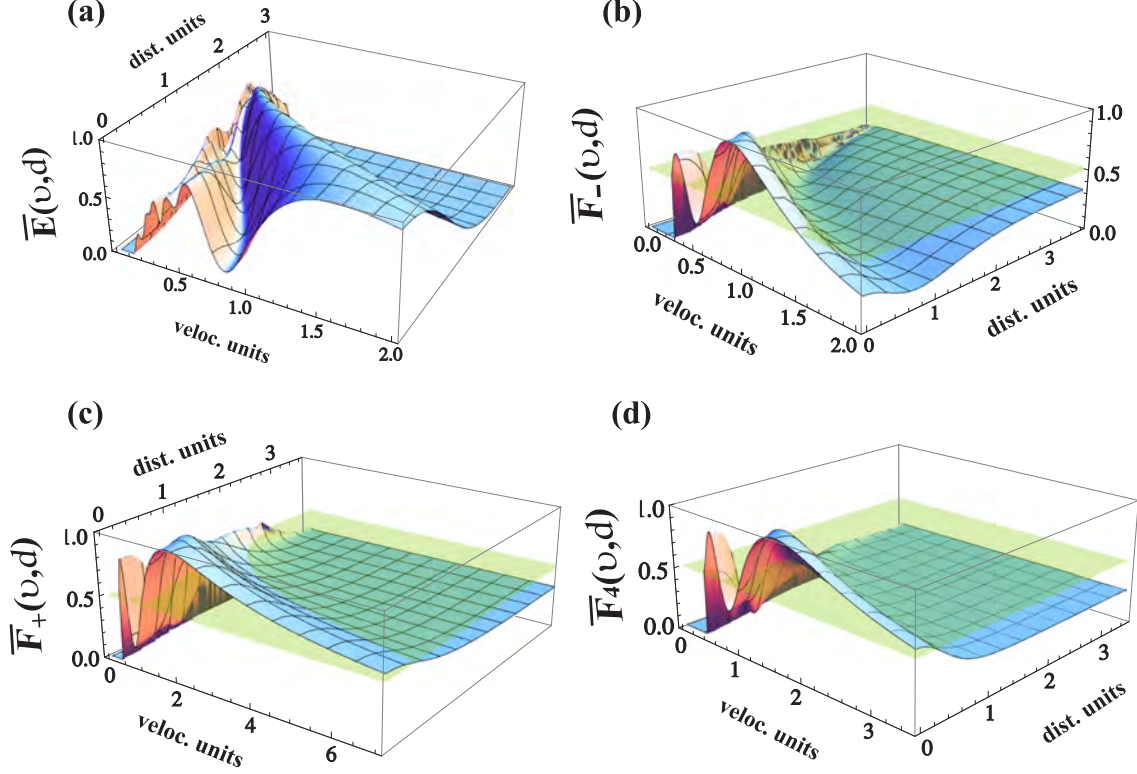 (a)
dist. units
0
1
2
3
E̅(υ,d)
1.0
0.5
0.0
0.5
1.0
1.5
2.0
veloc. units
(b)
F̅₋(υ,d)
1.0
0.5
0.0
0.0
0.5
1.0
1.5
2.0
veloc. units
0
1
2
3
dist. units
(c)
dist. units
0
1
2
3
F̅₊(υ,d)
1.0
0.5
0.0
0
2
4
6
veloc. units
(d)
F̅₄(υ,d)
1.0
0.5
0.0
0
1
2
3
veloc. units
0
1
2
3
dist. units